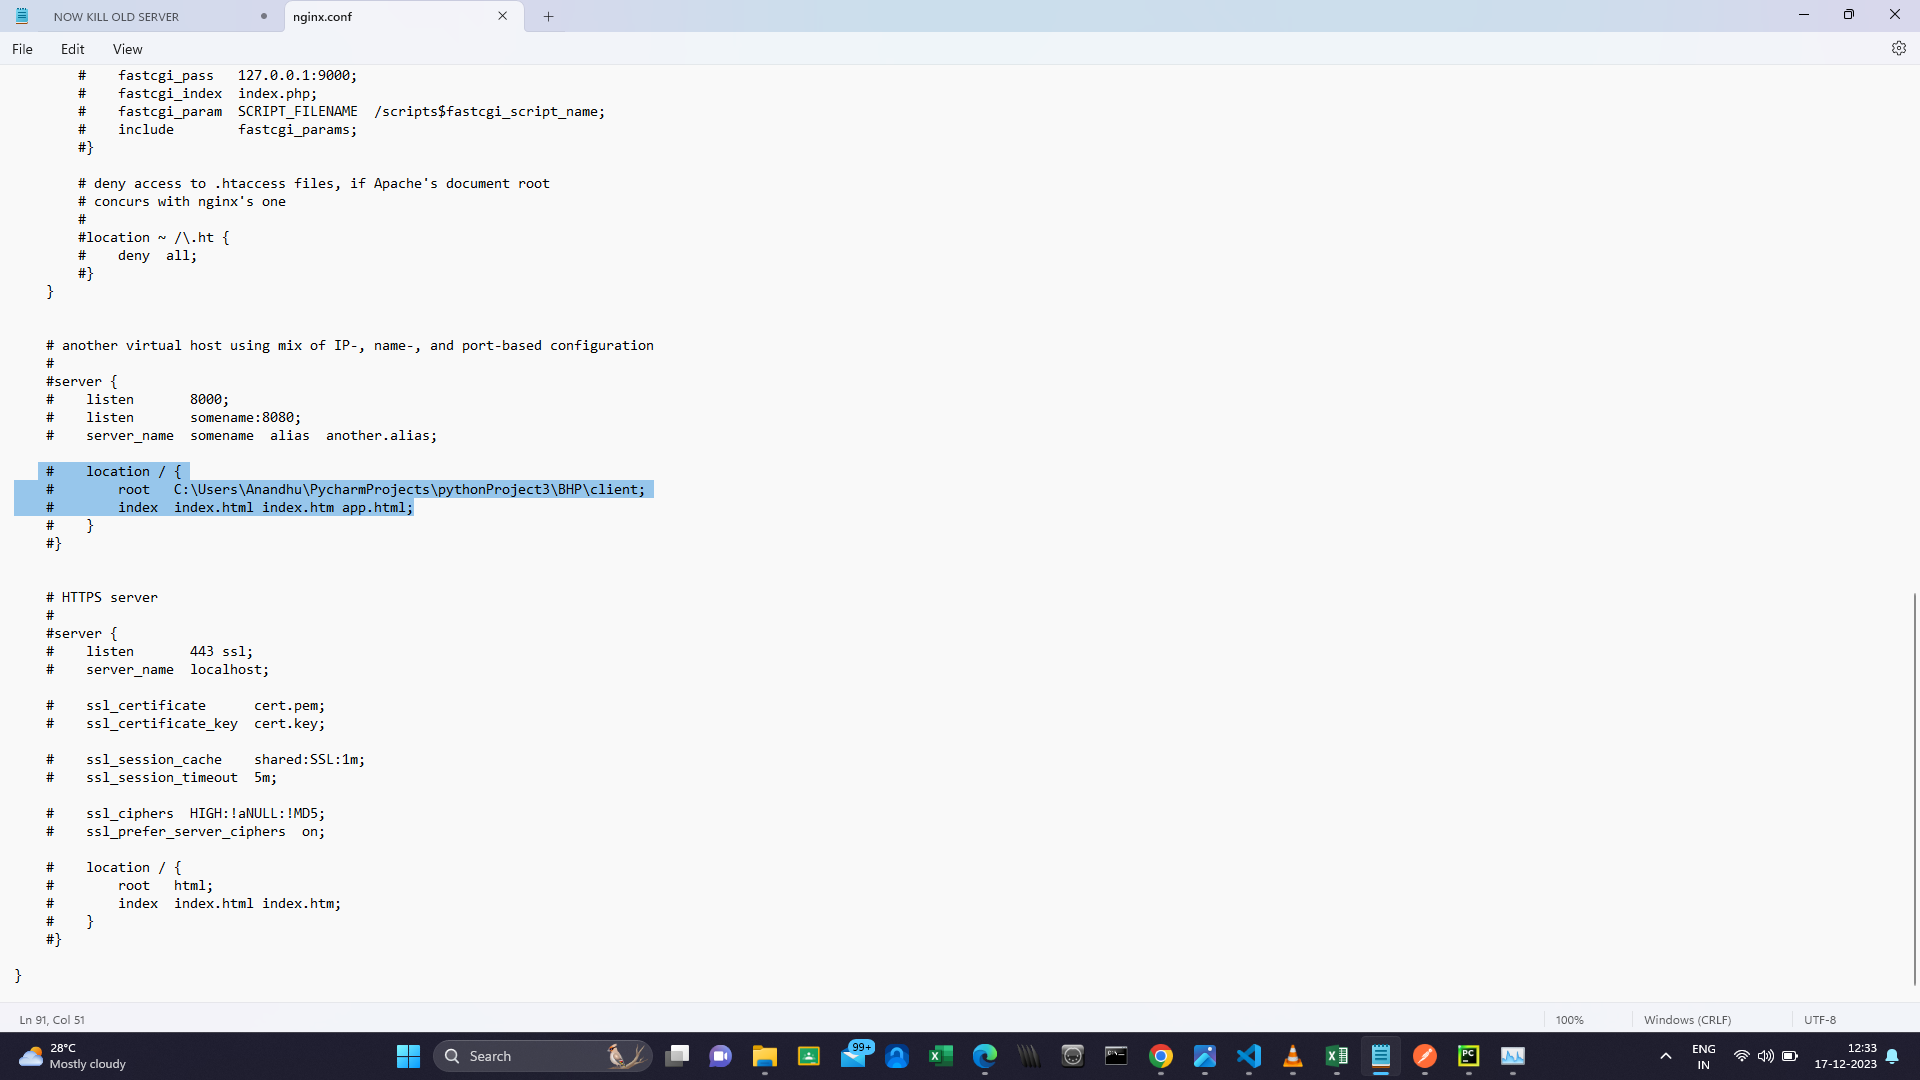 NOW KILL OLD SERVER
nginx.conf
File Edit View
#    fastcgi_pass   127.0.0.1:9000;
#    fastcgi_index  index.php;
#    fastcgi_param  SCRIPT_FILENAME  /scripts$fastcgi_script_name;
#    include        fastcgi_params;
#}
# deny access to .htaccess files, if Apache's document root
# concurs with nginx's one
#
#location ~ /\.ht {
#    deny  all;
#}
}
# another virtual host using mix of IP-, name-, and port-based configuration
#
#server {
#    listen       8000;
#    listen       somename:8080;
#    server_name  somename  alias  another.alias;
#    location / {
#        root   C:\Users\Anandhu\PycharmProjects\pythonProject3\BHP\client;
#        index  index.html index.htm app.html;
#    }
#}
# HTTPS server
#
#server {
#    listen       443 ssl;
#    server_name  localhost;
#    ssl_certificate      cert.pem;
#    ssl_certificate_key  cert.key;
#    ssl_session_cache    shared:SSL:1m;
#    ssl_session_timeout  5m;
#    ssl_ciphers  HIGH:!aNULL:!MD5;
#    ssl_prefer_server_ciphers  on;
#    location / {
#        root   html;
#        index  index.html index.htm;
#    }
#}
}
Ln 91, Col 51
100%
Windows (CRLF)
UTF-8
28°C
Mostly cloudy
Search
99+
PC
ENG
IN
12:33
17-12-2023